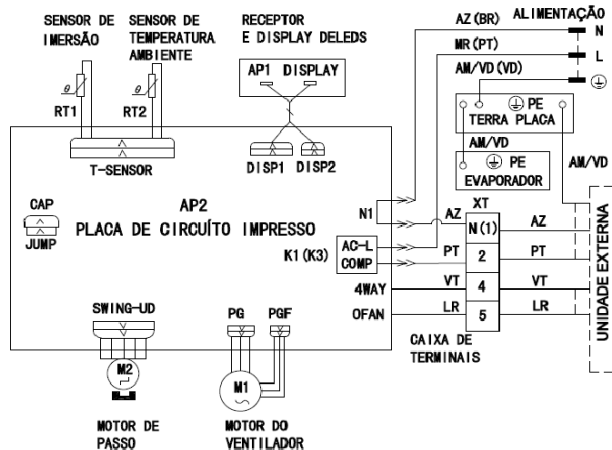 SENSOR DE
IMERSÃO
SENSOR DE
TEMPERATURA
AMBIENTE
RECEPTOR
E DISPLAY DELEDS
AZ(BR)
ALIMENTAÇÃO
N
MR(PT)
L
AM/VD(VD)
AP1 DISPLAY
θ
RT1
θ
RT2
PE
TERRA PLACA
AM/VD
PE
EVAPORADOR
AM/VD
T-SENSOR
DISP1
DISP2
CAP
JUMP
AP2
PLACA DE CIRCUÍTO IMPRESSO
N1
K1(K3)
AC-L
COMP
XT
AZ
N(1)
AZ
PT
2
PT
4WAY
VT
4
VT
OFAN
LR
5
LR
UNIDADE EXTERNA
CAIXA DE
TERMINAIS
SWING-UD
PG
PGF
M2
M1
MOTOR DE
PASSO
MOTOR DO
VENTILADOR